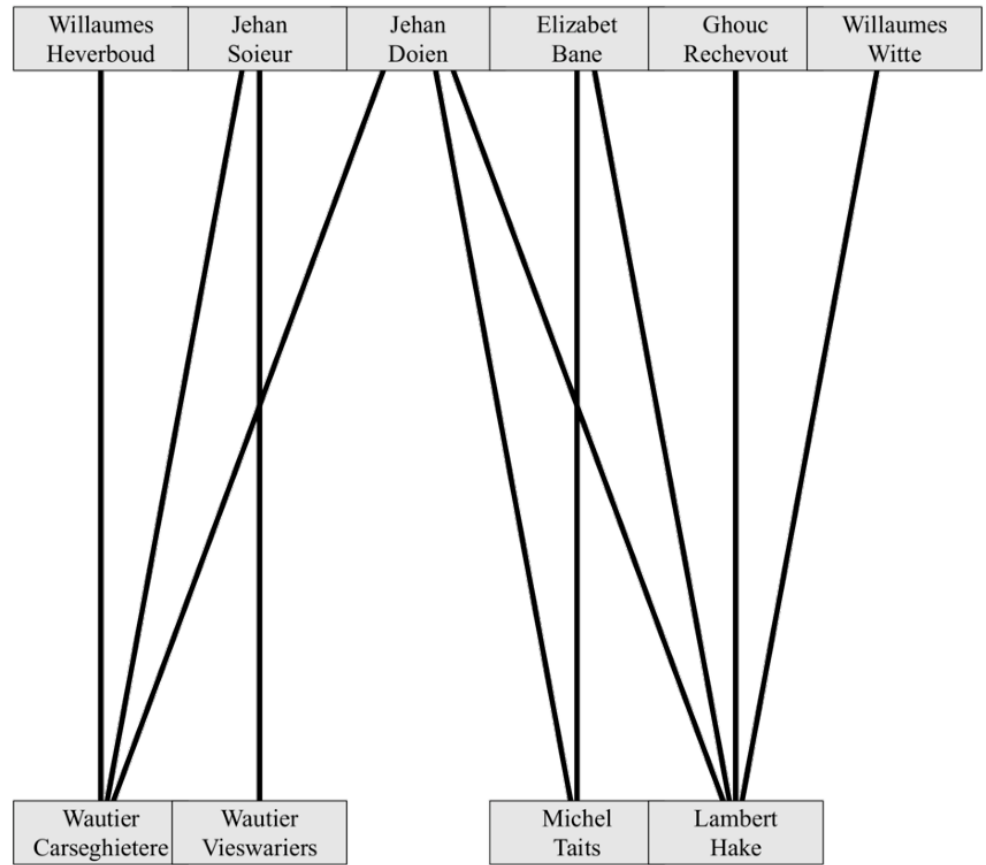 Willaumes
Heverboud
Jehan
Soieur
Jehan
Doien
Elizabet
Bane
Ghouc
Rechevout
Willaumes
Witte
Wautier
Carseghietere
Wautier
Vieswariers
Michel
Taits
Lambert
Hake